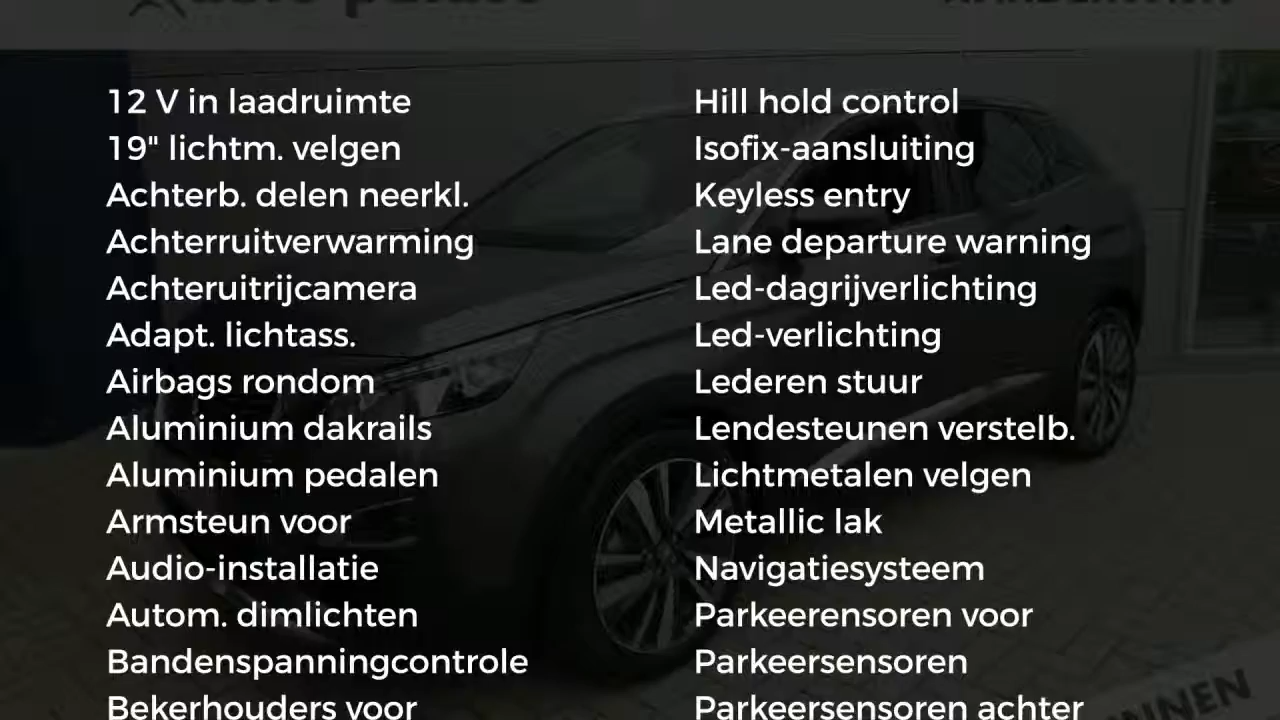 12 V in laadruimte
19" lichtm. velgen
Achterb. delen neerkl.
Achterruitverwarming
Achteruitrijcamera
Adapt. lichtass.
Airbags rondom
Aluminium dakrails
Aluminium pedalen
Armsteun voor
Audio-installatie
Autom. dimlichten
Bandenspanningcontrole
Bekerhouders voor
Hill hold control
Isofix-aansluiting
Keyless entry
Lane departure warning
Led-dagrijverlichting
Led-verlichting
Lederen stuur
Lendesteunen verstelb.
Lichtmetalen velgen
Metallic lak
Navigatiesysteem
Parkeerensoren voor
Parkeersensoren
Parkeersensoren achter